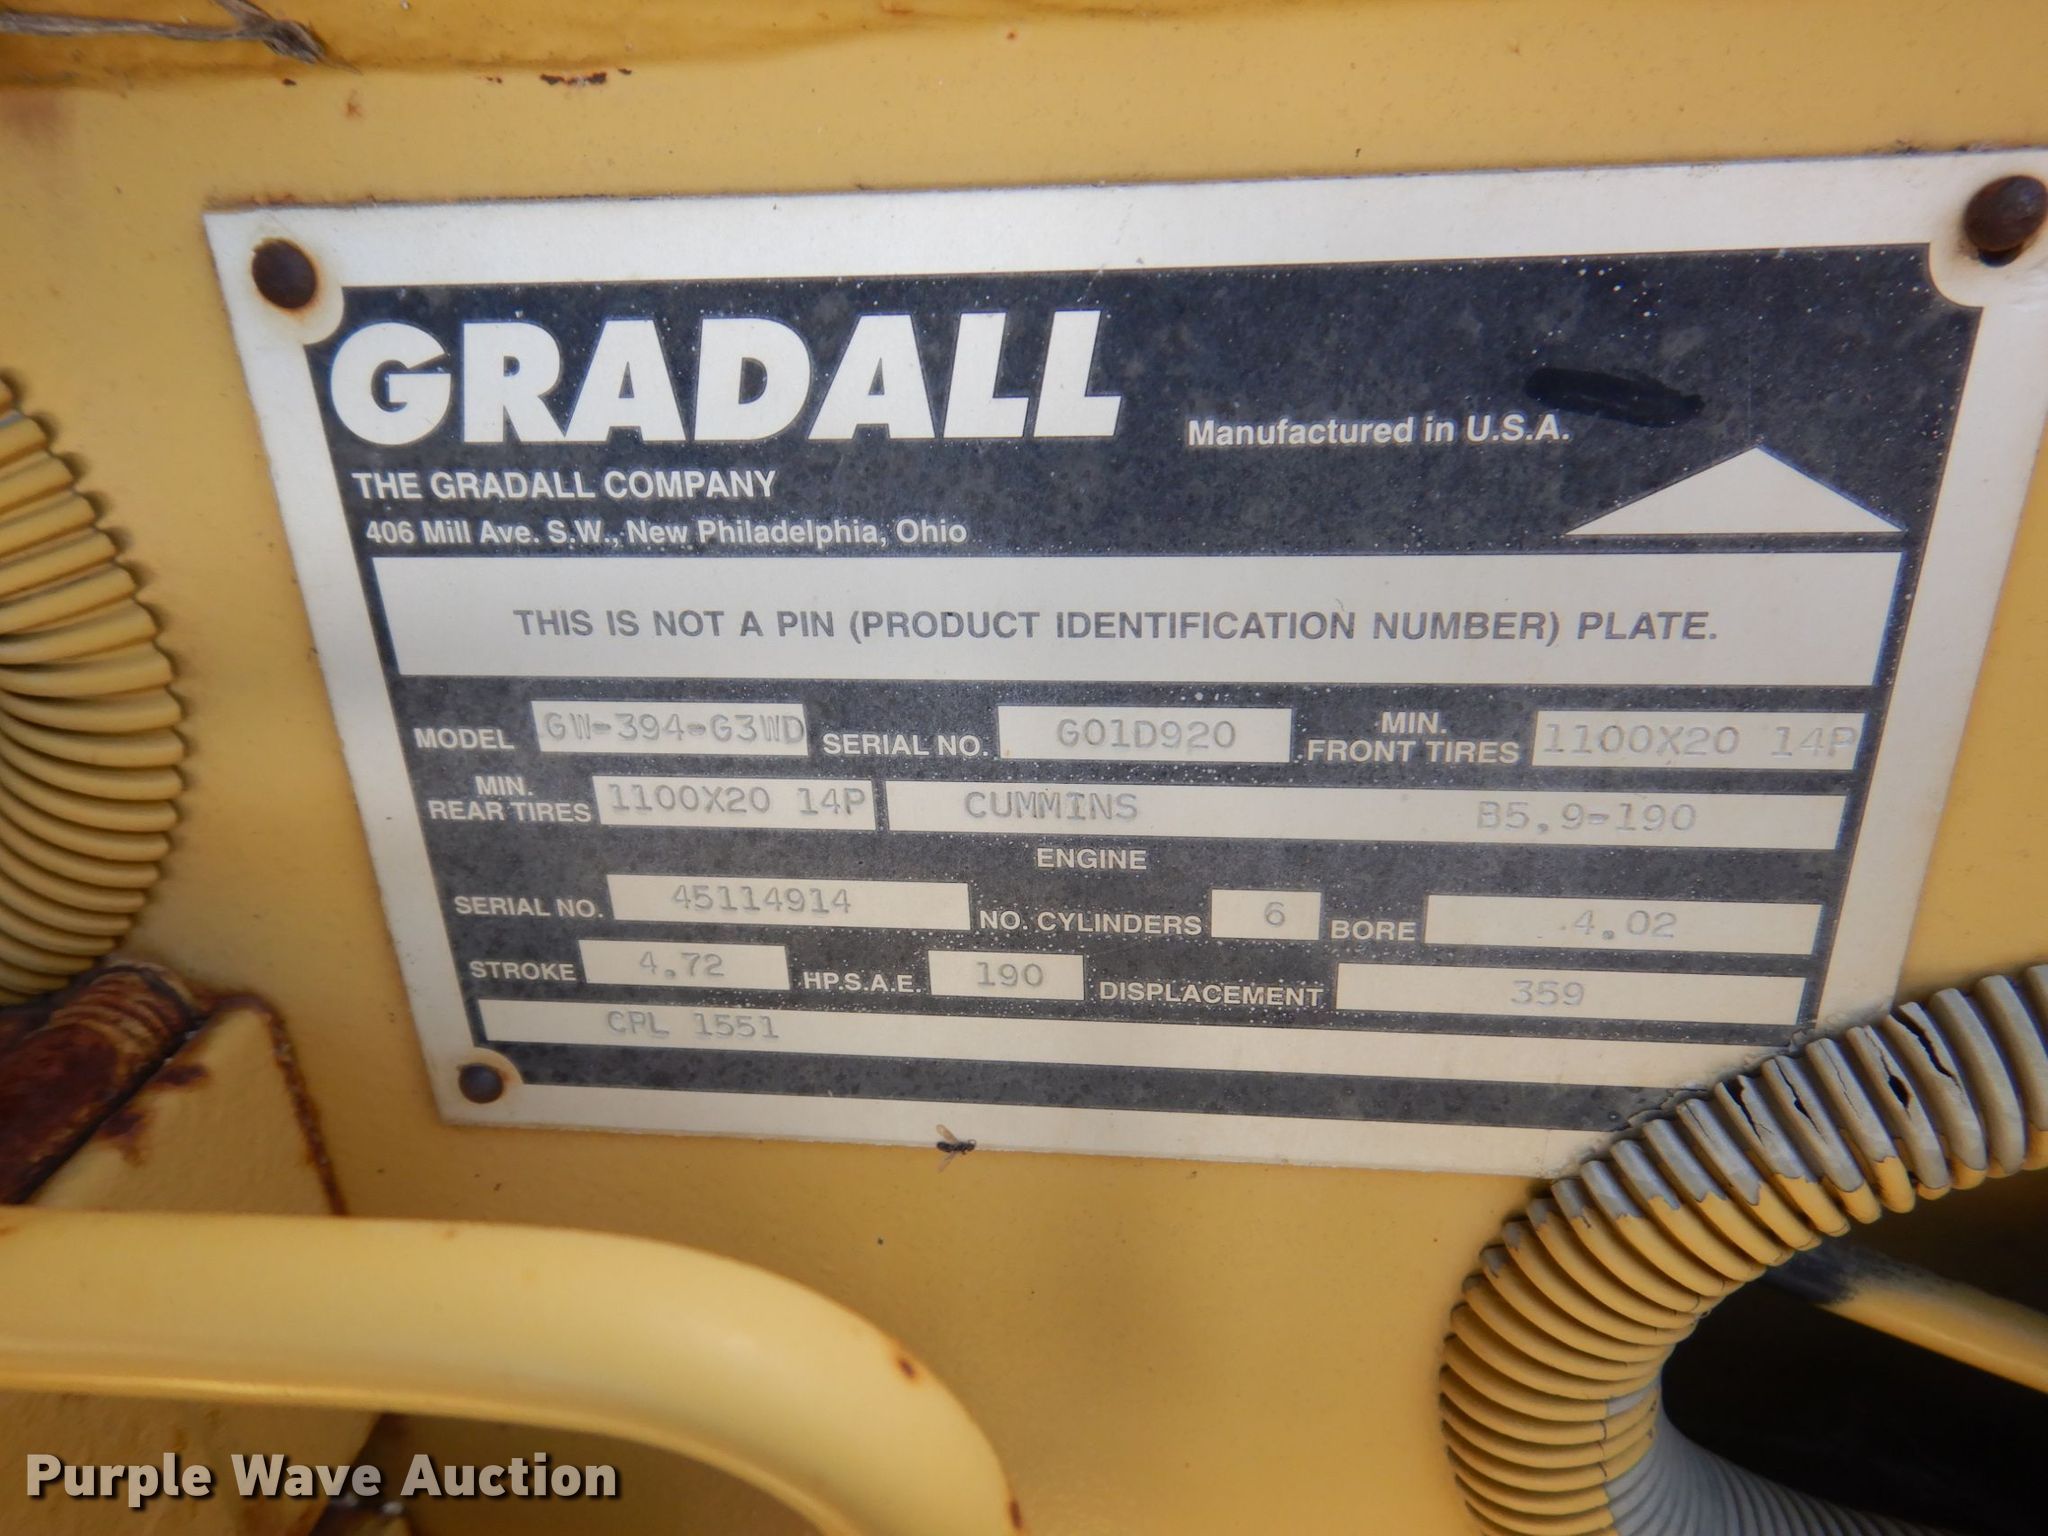 GRADALL
Manufactured in U.S.A.
THE GRADALL COMPANY
406 Mill Ave. S.W., New Philadelphia, Ohio
THIS IS NOT A PIN (PRODUCT IDENTIFICATION NUMBER) PLATE.
MODEL GW-394-G3WD SERIAL NO. G01D920 MIN. FRONT TIRES 1100X20 14P
MIN. REAR TIRES 1100X20 14P CUMMINS B5.9-190
ENGINE
SERIAL NO. 45114914 NO. CYLINDERS 6 BORE 4.02
STROKE 4.72 HP.S.A.E. 190 DISPLACEMENT 359
CPL 1551
Purple Wave Auction